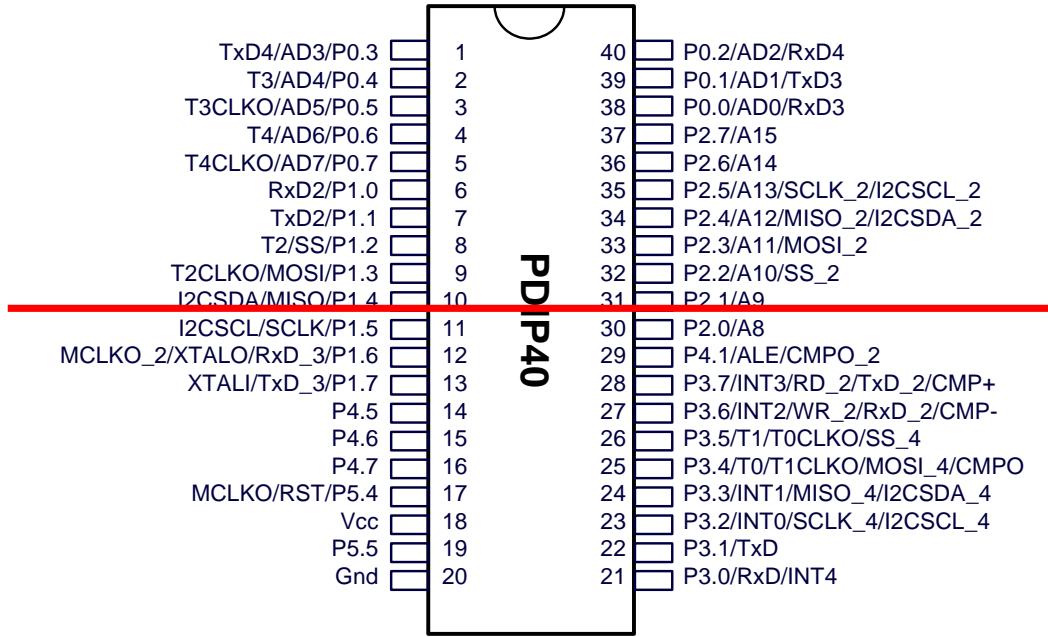 TxD4/AD3/P0.3 1 40 P0.2/AD2/RxD4
T3/AD4/P0.4 2 39 P0.1/AD1/TxD3
T3CLKO/AD5/P0.5 3 38 P0.0/AD0/RxD3
T4/AD6/P0.6 4 37 P2.7/A15
T4CLKO/AD7/P0.7 5 36 P2.6/A14
RxD2/P1.0 6 35 P2.5/A13/SCLK_2/I2CSCL_2
TxD2/P1.1 7 34 P2.4/A12/MISO_2/I2CSDA_2
T2/SS/P1.2 8 33 P2.3/A11/MOSI_2
T2CLKO/MOSI/P1.3 9 32 P2.2/A10/SS_2
I2CSDA/MISO/P1.4 10 31 P2.1/A9
I2CSCL/SCLK/P1.5 11 30 P2.0/A8
MCLKO_2/XTALO/RxD_3/P1.6 12 29 P4.1/ALE/CMPO_2
XTALI/TxD_3/P1.7 13 28 P3.7/INT3/RD_2/TxD_2/CMP+
P4.5 14 27 P3.6/INT2/WR_2/RxD_2/CMP-
P4.6 15 26 P3.5/T1/T0CLKO/SS_4
P4.7 16 25 P3.4/T0/T1CLKO/MOSI_4/CMPO
MCLKO/RST/P5.4 17 24 P3.3/INT1/MISO_4/I2CSDA_4
Vcc 18 23 P3.2/INT0/SCLK_4/I2CSCL_4
P5.5 19 22 P3.1/TxD
Gnd 20 21 P3.0/RxD/INT4
PDIP40